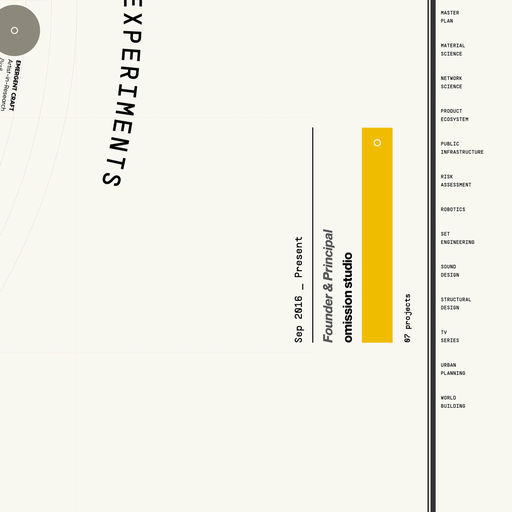 EXPERIMENTS
EMERGENT CRAFT
Artist-in-Research
Sep 2016 — Present
Founder & Principal
omission studio
07 projects
MASTER
PLAN
MATERIAL
SCIENCE
NETWORK
SCIENCE
PRODUCT
ECOSYSTEM
PUBLIC
INFRASTRUCTURE
RISK
ASSESSMENT
ROBOTICS
SET
ENGINEERING
SOUND
DESIGN
STRUCTURAL
DESIGN
TV
SERIES
URBAN
PLANNING
WORLD
BUILDING